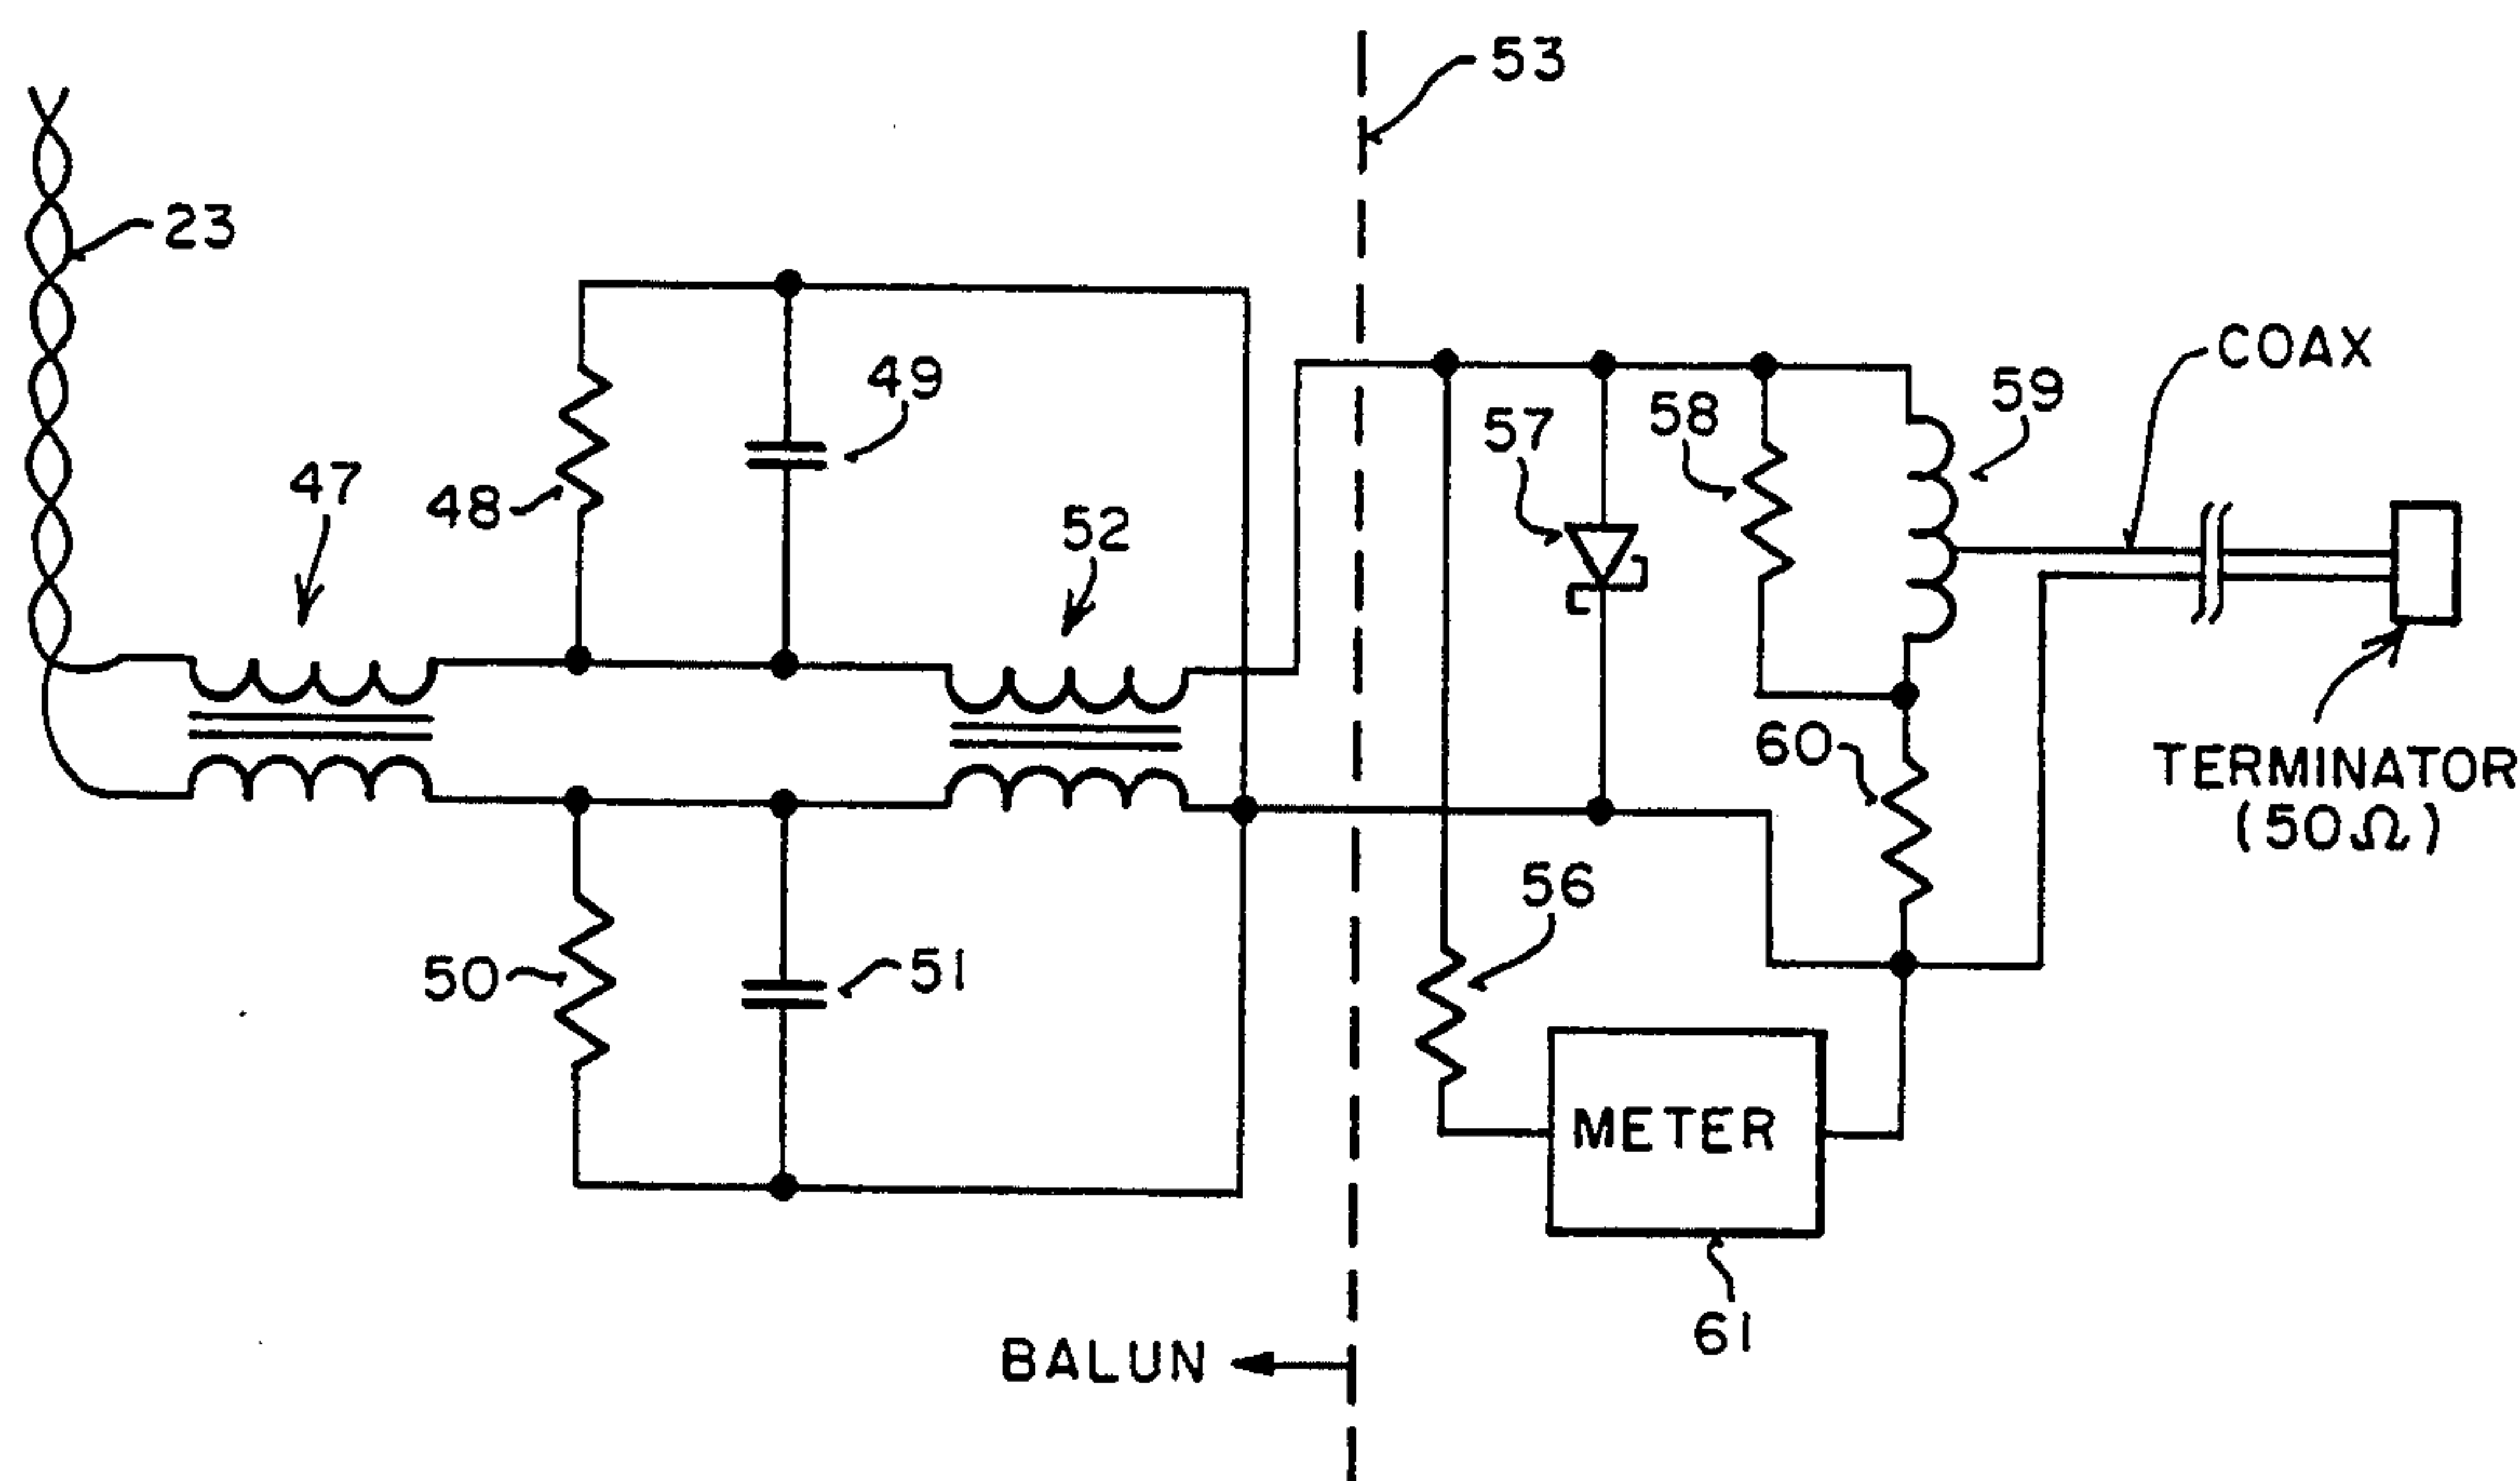 53
23
COAX
49
59
57
58
47
48
52
60
TERMINATOR
(50Ω)
56
50
51
METER
61
BALUN